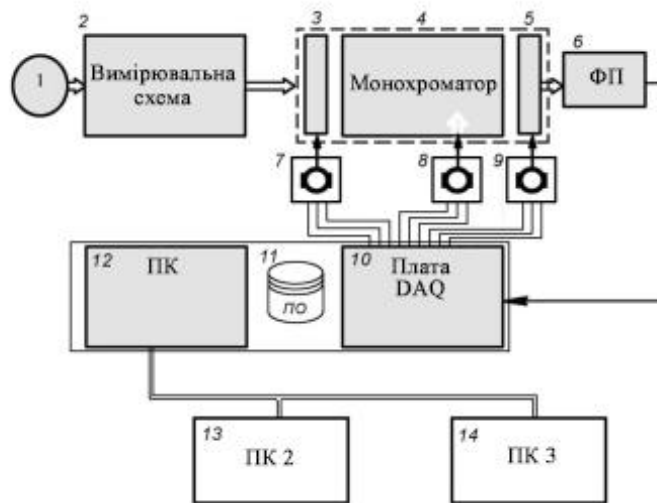 2
3
4
5
6
1
Вимірювальна
схема
Монохроматор
ФП
7
8
9
12
ПК
11
ПО
10
Плата
DAQ
13
ПК 2
14
ПК 3